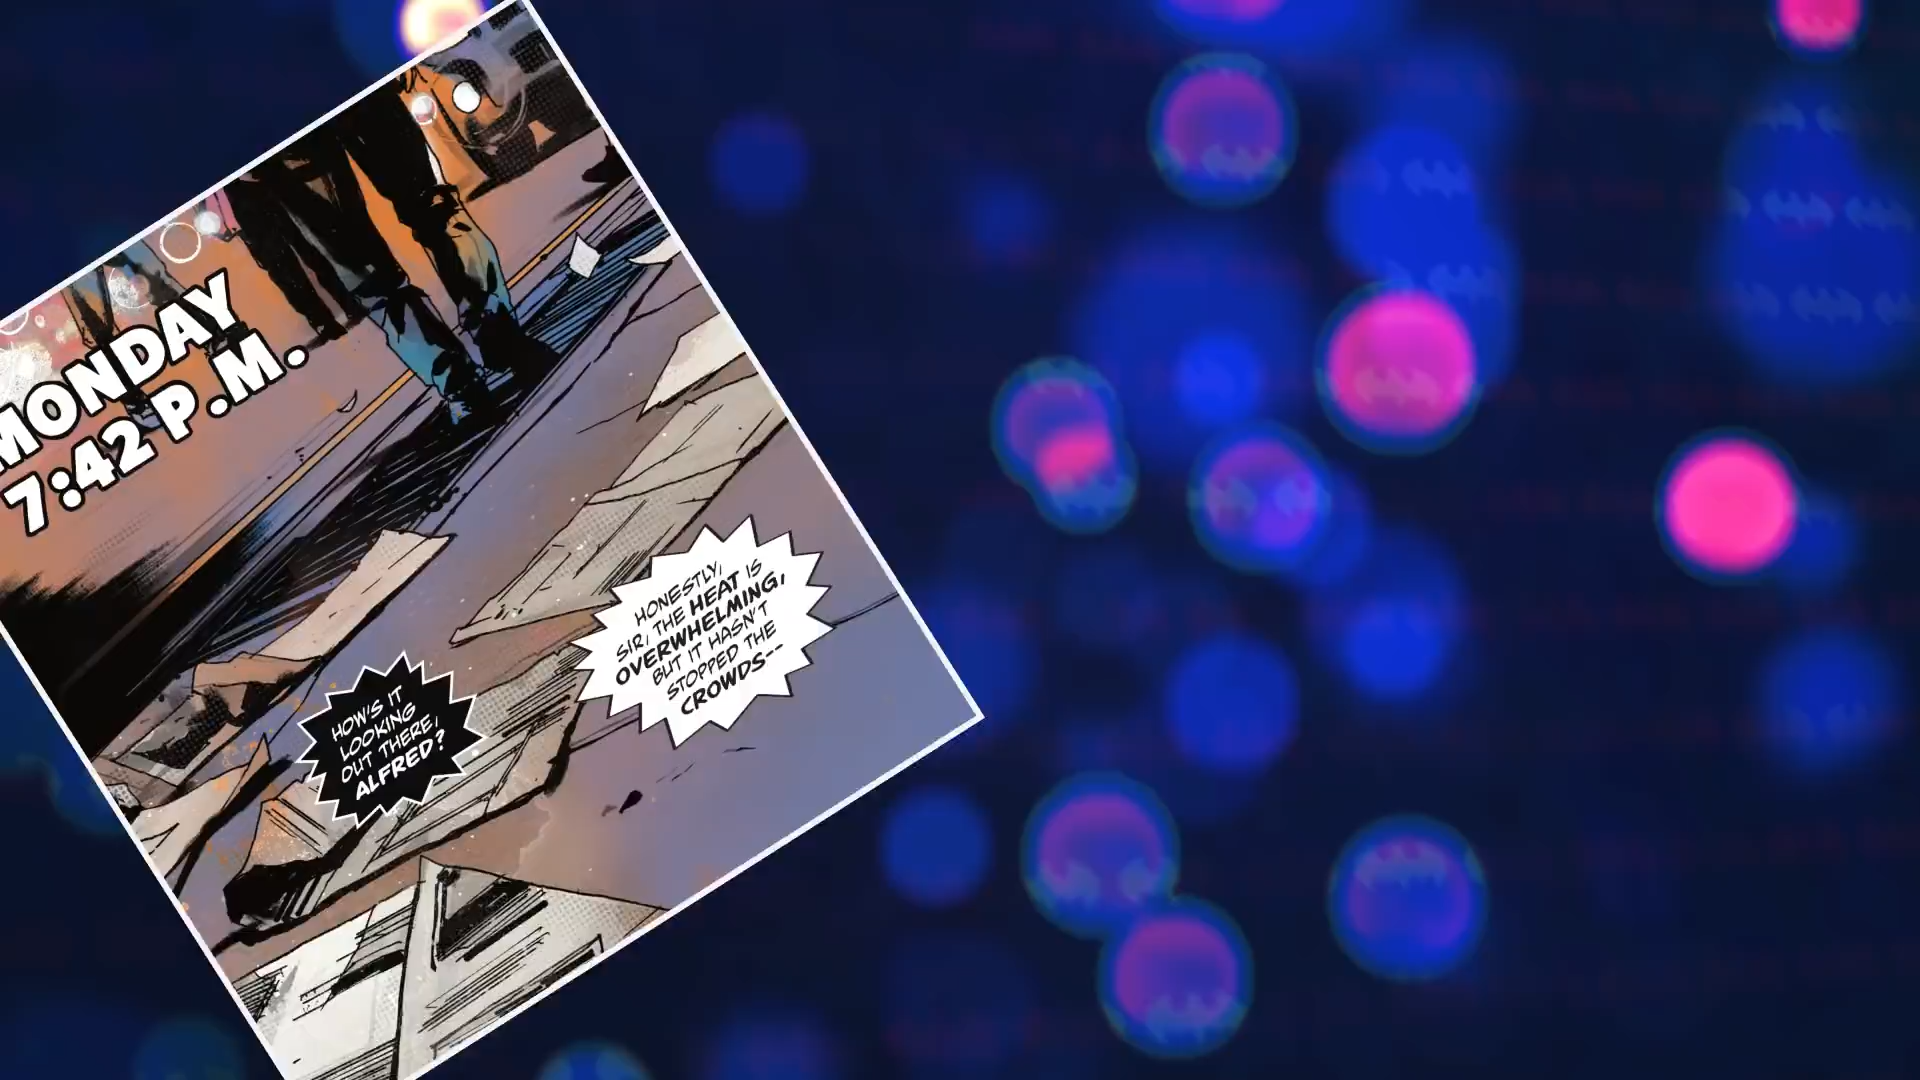 MONDAY
7:42 P.M.
HOW'S IT
LOOKING
OUT THERE,
ALFRED?
HONESTLY,
SIR, THE HEAT IS
OVERWHELMING,
BUT IT HASN'T
STOPPED THE
CROWDS--